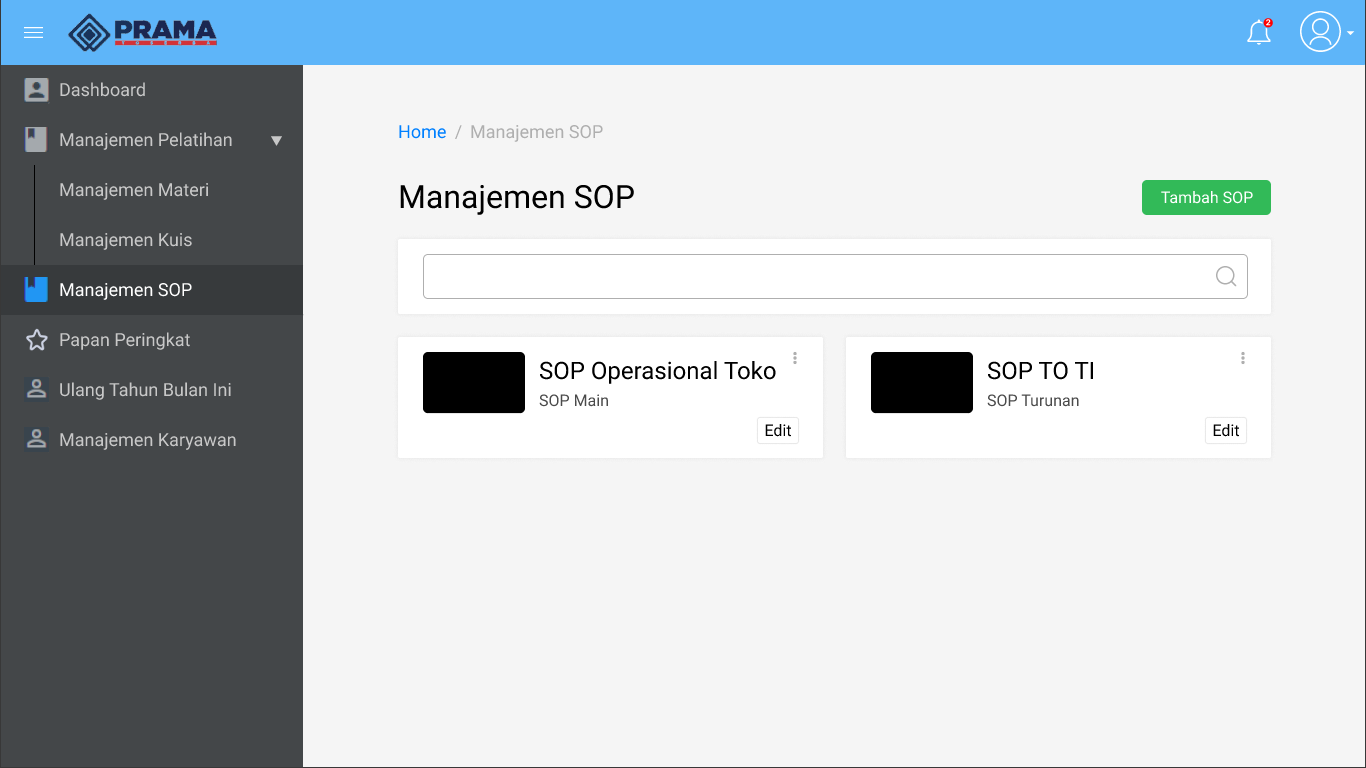 PRAMA
2
Dashboard
Manajemen Pelatihan
Manajemen Materi
Manajemen Kuis
Manajemen SOP
Papan Peringkat
Ulang Tahun Bulan Ini
Manajemen Karyawan
Home / Manajemen SOP
Manajemen SOP
Tambah SOP
SOP Operasional Toko
SOP Main
Edit
SOP TO TI
SOP Turunan
Edit